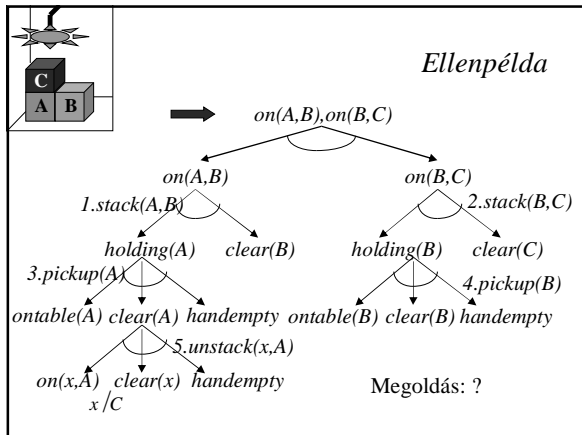 Ellenpélda
C
A B
on(A,B),on(B,C)
on(A,B) on(B,C)
1.stack(A,B) 2.stack(B,C)
holding(A) clear(B) holding(B) clear(C)
3.pickup(A) 4.pickup(B)
ontable(A) clear(A) handempty ontable(B) clear(B) handempty
5.unstack(x,A)
on(x,A) clear(x) handempty
x/C
Megoldás: ?